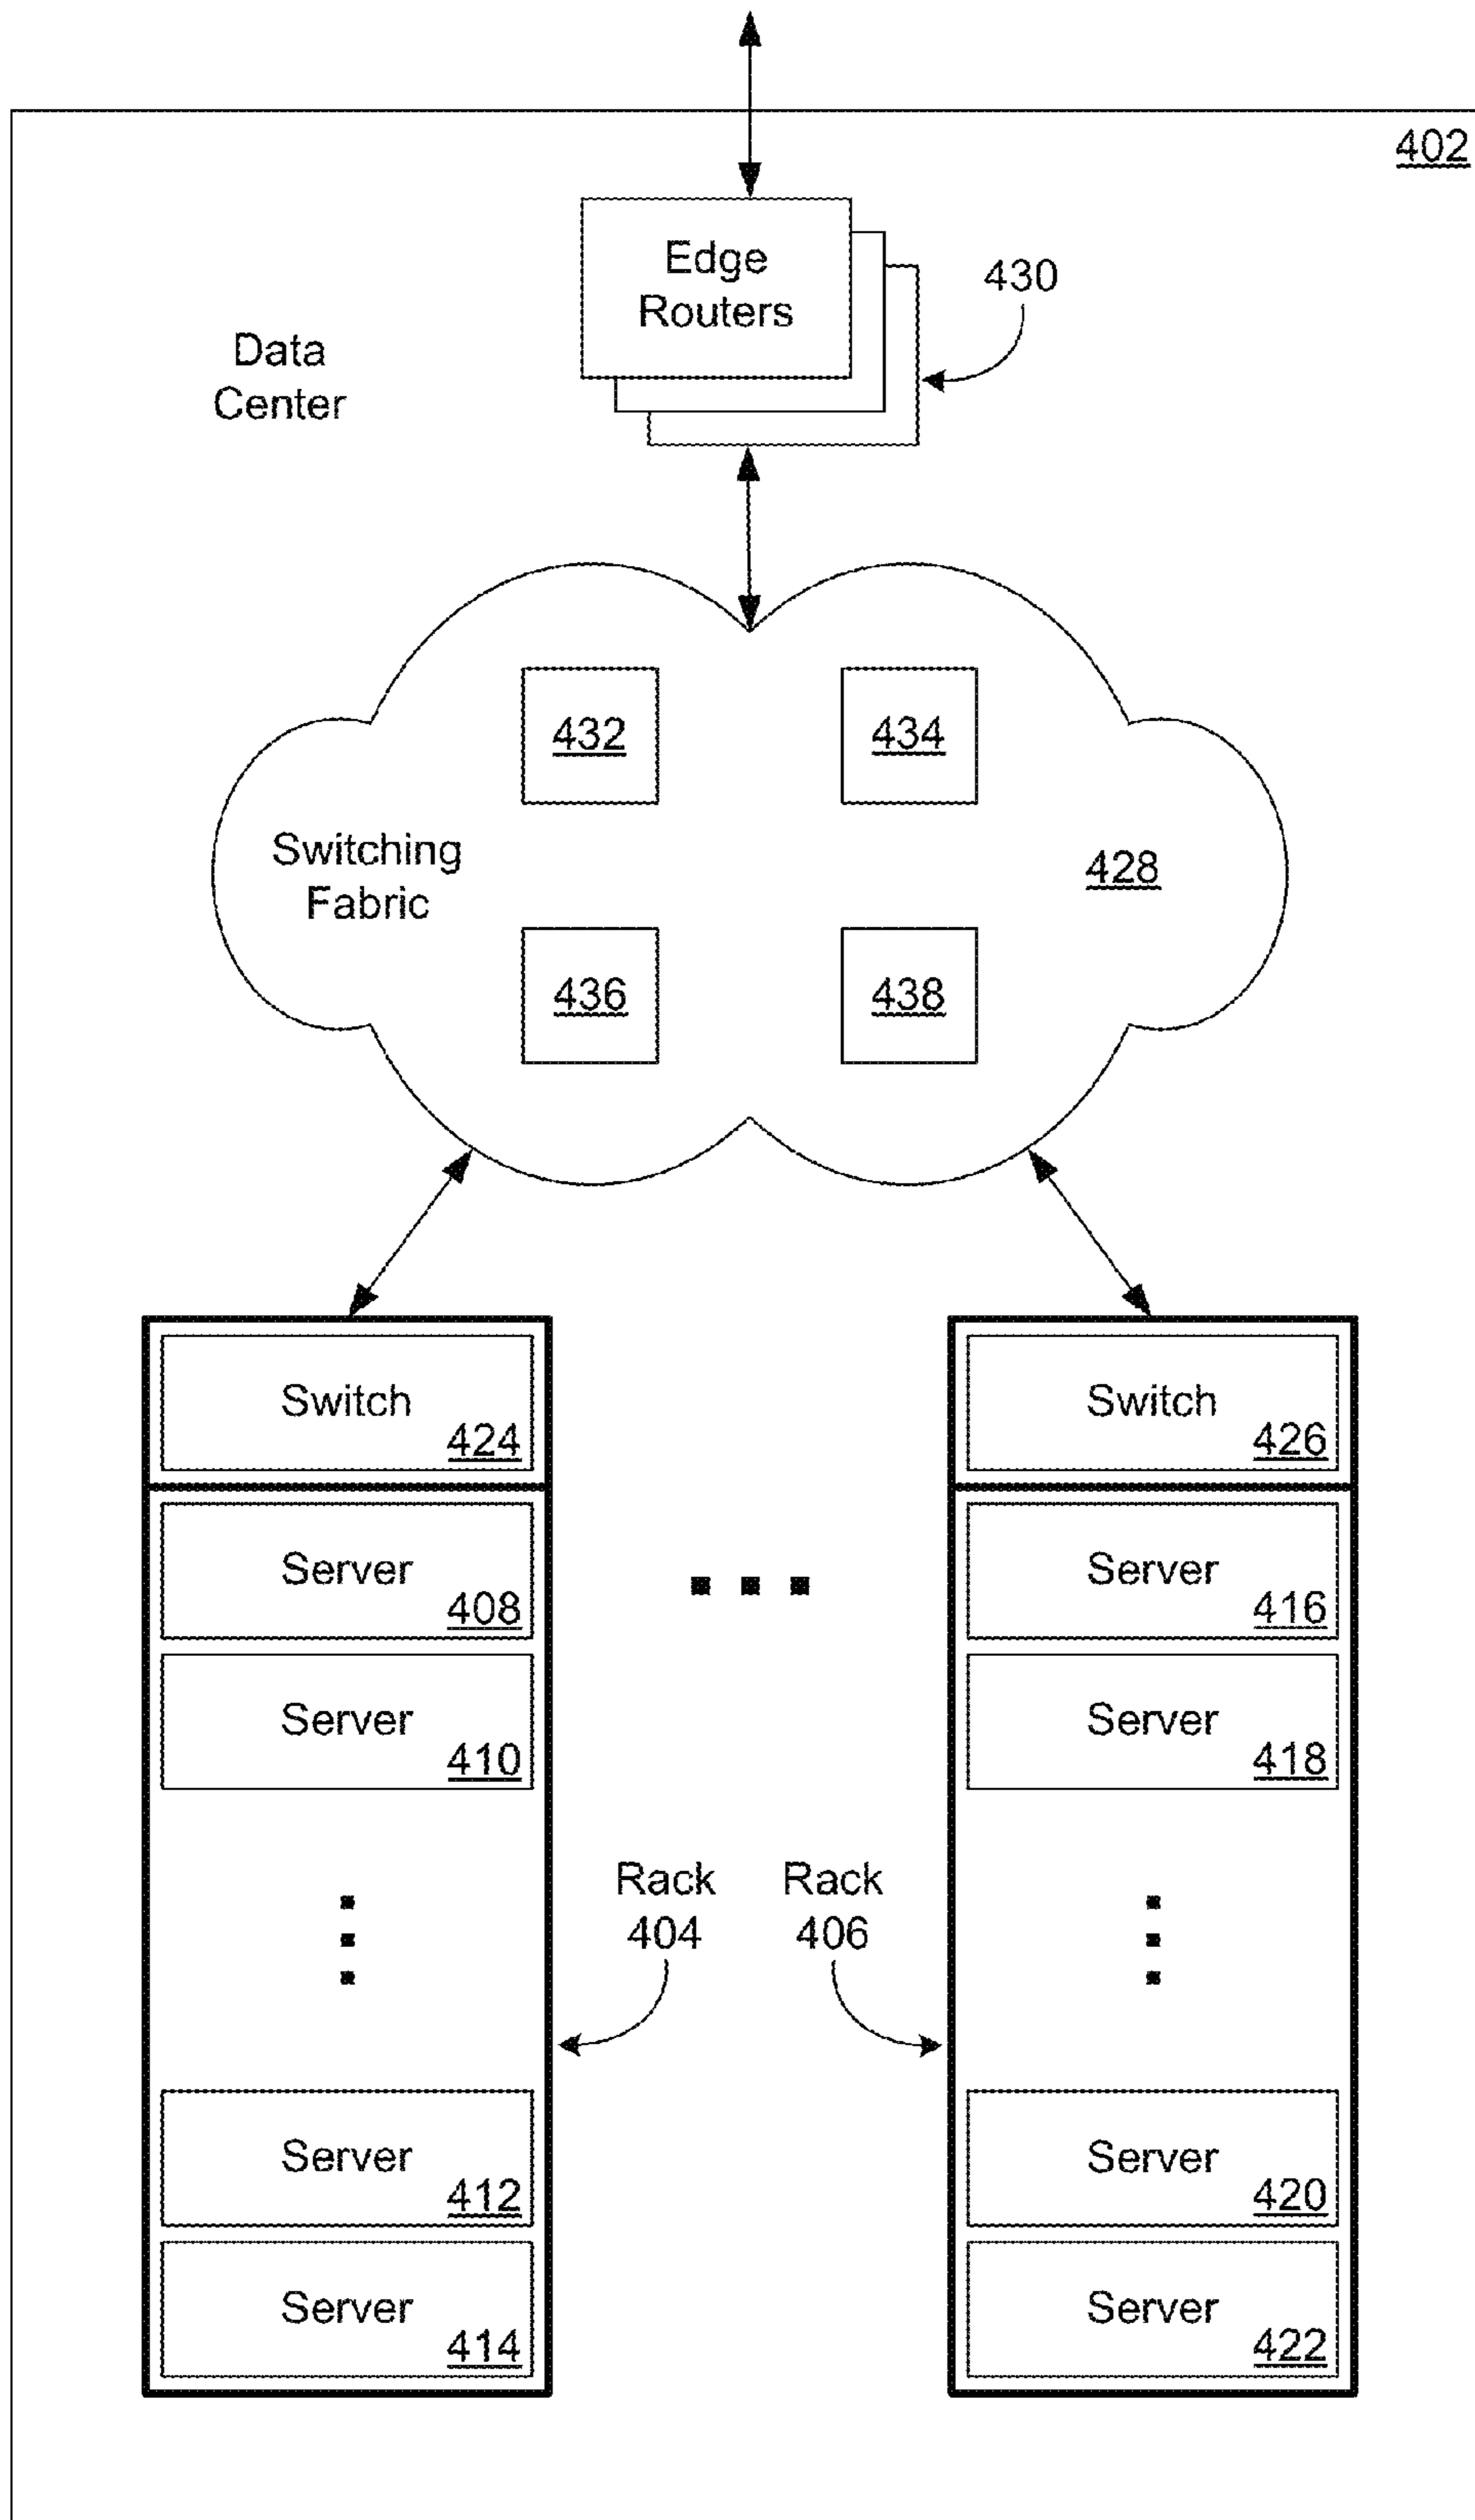 402
Edge
Routers
430
Data
Center
432
434
Switching
Fabric
428
436
438
Switch
424
Server
408
Server
410
Server
412
Server
414
Rack
404
Rack
406
Switch
426
Server
416
Server
418
Server
420
Server
422